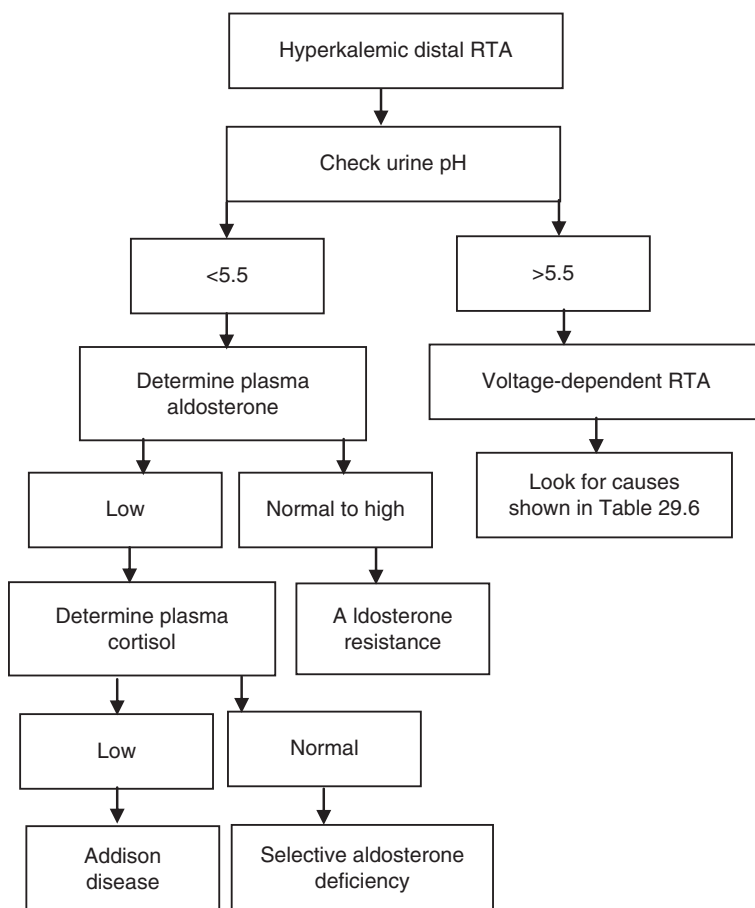 Hyperkalemic distal RTA
Check urine pH
<5.5
>5.5
Determine plasma
aldosterone
Voltage-dependent RTA
Low
Normal to high
Look for causes
shown in Table 29.6
Determine plasma
cortisol
A ldosterone
resistance
Low
Normal
Addison
disease
Selective aldosterone
deficiency